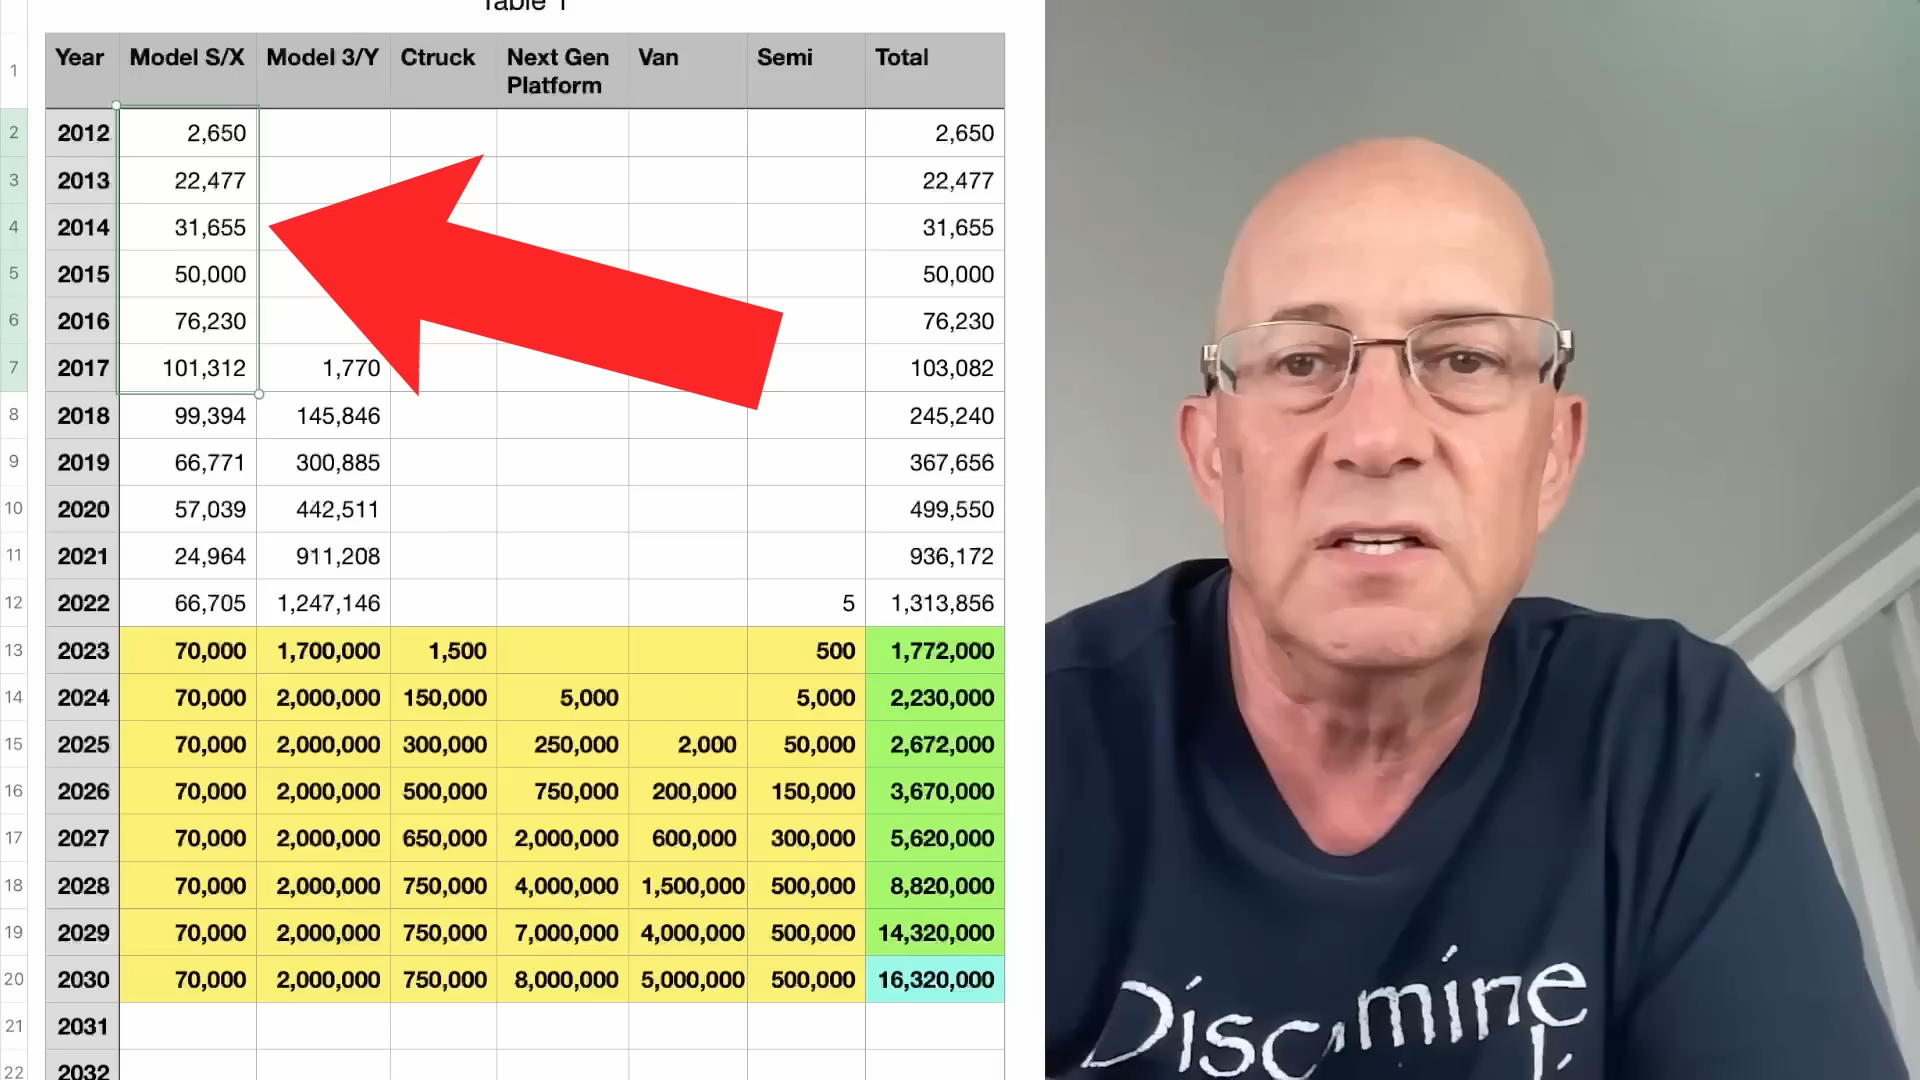 Table 1
1 Year Model S/X Model 3/Y Ctruck Next Gen Platform Van Semi Total
2 2012 2,650 2,650
3 2013 22,477 22,477
4 2014 31,655 31,655
5 2015 50,000 50,000
6 2016 76,230 76,230
7 2017 101,312 1,770 103,082
8 2018 99,394 145,846 245,240
9 2019 66,771 300,885 367,656
10 2020 57,039 442,511 499,550
11 2021 24,964 911,208 936,172
12 2022 66,705 1,247,146 5 1,313,856
13 2023 70,000 1,700,000 1,500 500 1,772,000
14 2024 70,000 2,000,000 150,000 5,000 5,000 2,230,000
15 2025 70,000 2,000,000 300,000 250,000 2,000 50,000 2,672,000
16 2026 70,000 2,000,000 500,000 750,000 200,000 150,000 3,670,000
17 2027 70,000 2,000,000 650,000 2,000,000 600,000 300,000 5,620,000
18 2028 70,000 2,000,000 750,000 4,000,000 1,500,000 500,000 8,820,000
19 2029 70,000 2,000,000 750,000 7,000,000 4,000,000 500,000 14,320,000
20 2030 70,000 2,000,000 750,000 8,000,000 5,000,000 500,000 16,320,000
21 2031
22 2032